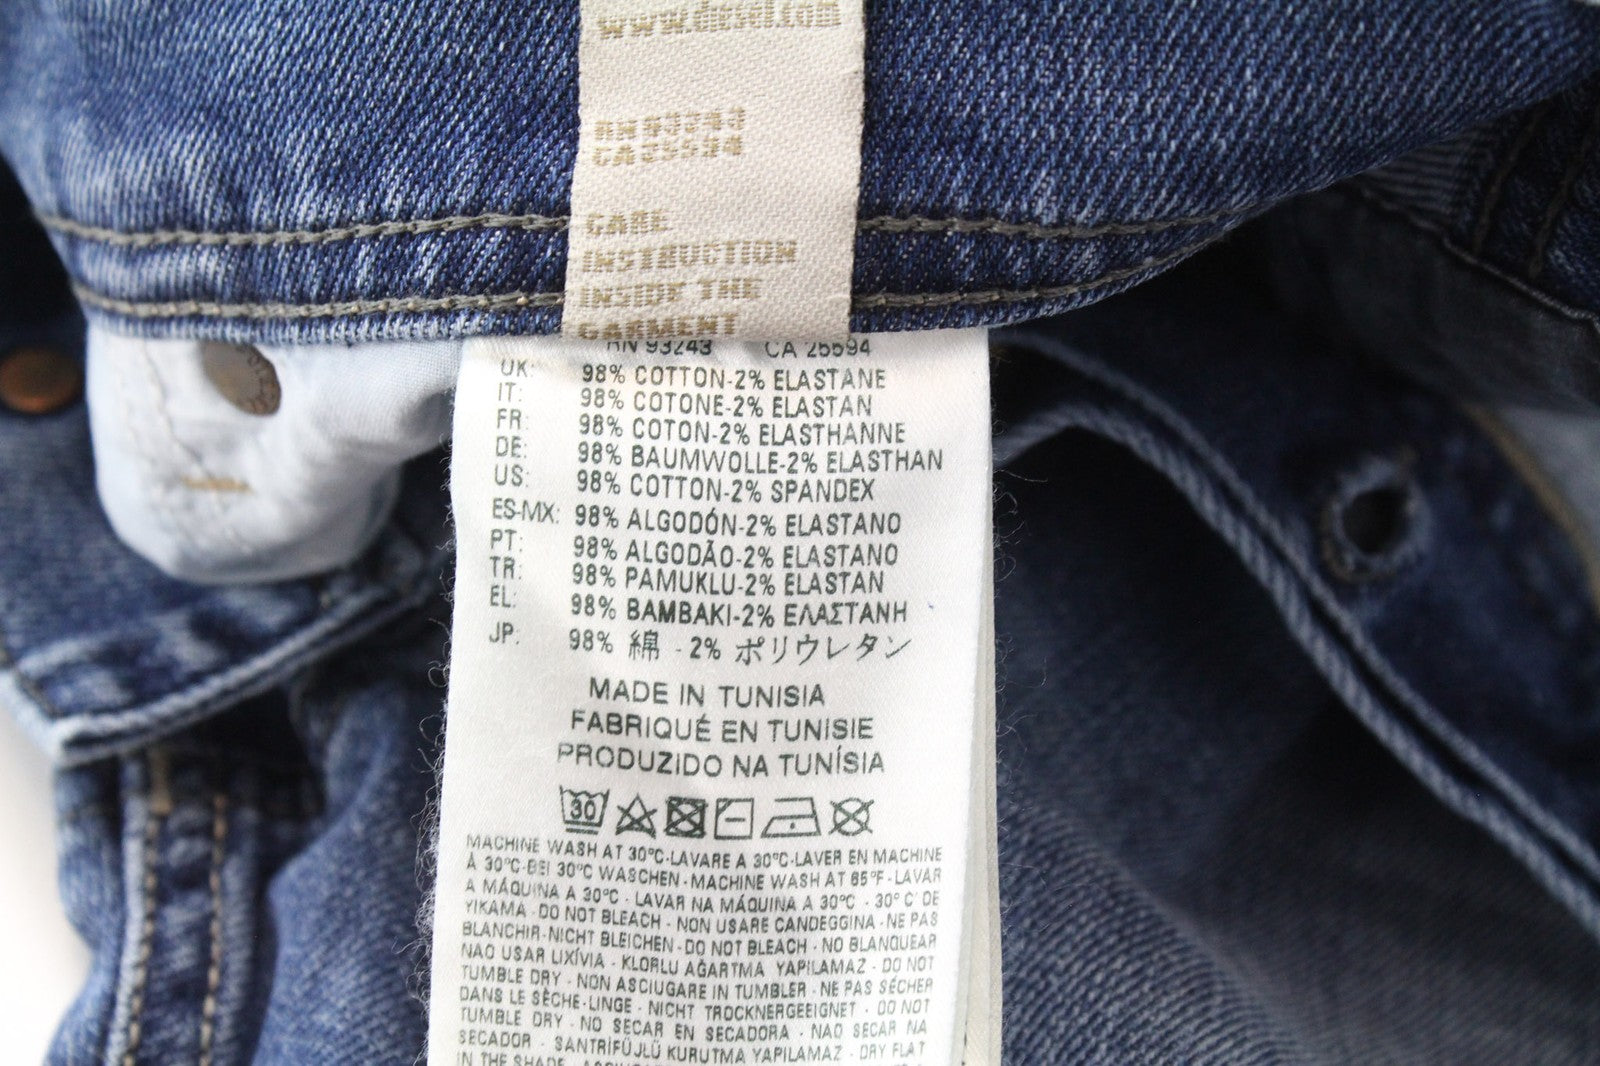 www.diesel.com
RN 93243
CA 25594
CARE
INSTRUCTION
INSIDE THE
GARMENT
RN 93243 CA 25594
UK: 98% COTTON-2% ELASTANE
IT: 98% COTONE-2% ELASTAN
FR: 98% COTON-2% ELASTHANNE
DE: 98% BAUMWOLLE-2% ELASTHAN
US: 98% COTTON-2% SPANDEX
ES-MX: 98% ALGODÓN-2% ELASTANO
PT: 98% ALGODÃO-2% ELASTANO
TR: 98% PAMUKLU-2% ELASTAN
EL: 98% ΒΑΜΒΑΚΙ-2% ΕΛΑΣΤΑΝΗ
JP: 98% 綿 - 2% ポリウレタン
MADE IN TUNISIA
FABRIQUÉ EN TUNISIE
PRODUZIDO NA TUNÍSIA
30
MACHINE WASH AT 30°C-LAVARE A 30°C-LAVER EN MACHINE
À 30°C-BEI 30°C WASCHEN-MACHINE WASH AT 85°F-LAVAR
A MÁQUINA A 30°C - LAVAR NA MÁQUINA A 30°C - 30°C' DE
YIKAMA - DO NOT BLEACH - NON USARE CANDEGGINA - NE PAS
BLANCHIR-NICHT BLEICHEN-DO NOT BLEACH - NO BLANQUEAR
NAO USAR LIXÍVIA - KLORLU AĞARTMA YAPILAMAZ - DO NOT
TUMBLE DRY - NON ASCIUGARE IN TUMBLER - NE PAS SÉCHER
DANS LE SÈCHE-LINGE - NICHT TROCKNERGEEIGNET - DO NOT
TUMBLE DRY - NO SECAR EN SECADORA - NAO SECAR NA
SECADOR - SANTRİFÜJLÜ KURUTMA YAPILAMAZ - DRY FLAT
IN THE SHADE